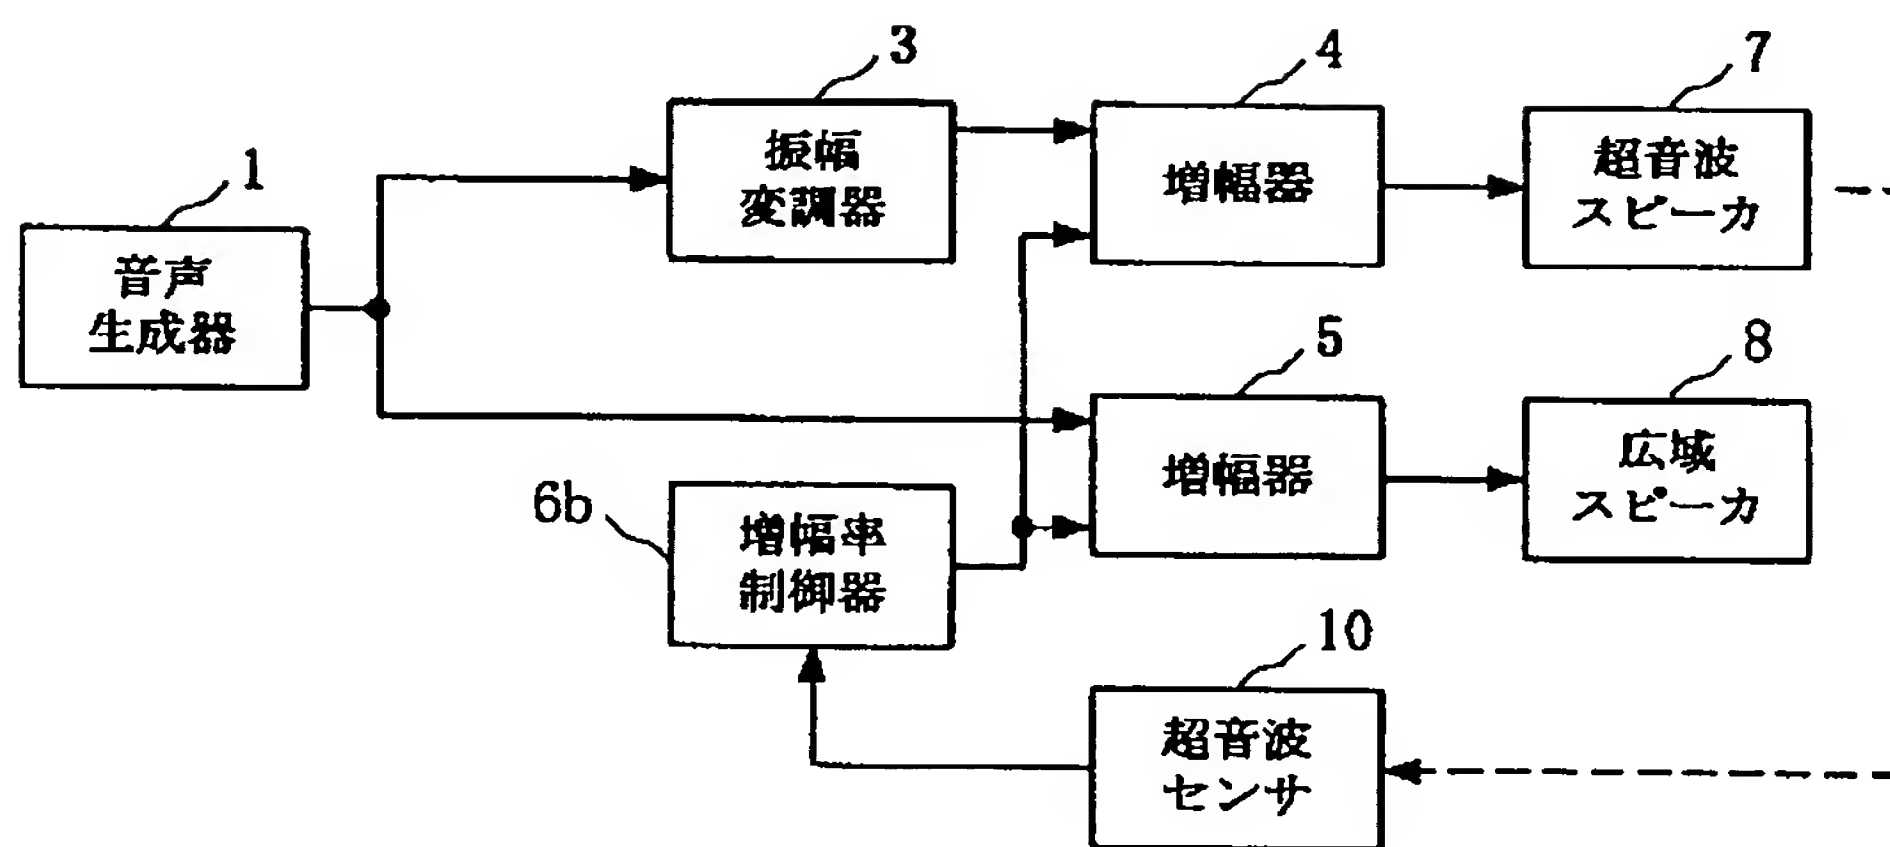 3
振幅
変調器
4
増幅器
7
超音波
スピーカ
1
音声
生成器
5
増幅器
8
広域
スピーカ
6b
増幅率
制御器
10
超音波
センサ